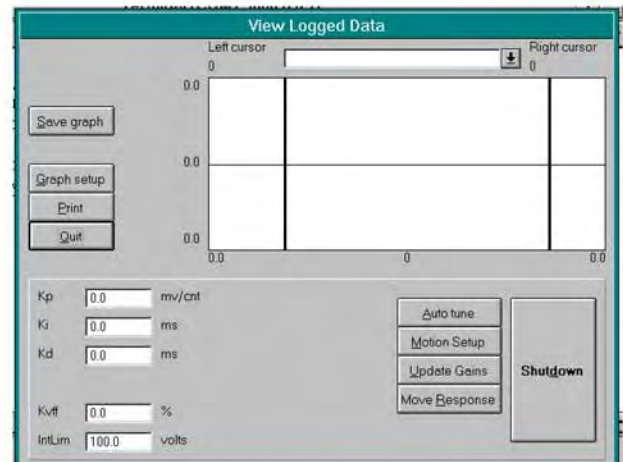 View Logged Data
Left cursor
Right cursor
0
0
0.0
Save graph
0.0
Graph setup
Print
Quit
0.0
0.0
0
0.0
Kp 0.0 mv/cnt
Ki 0.0 ms
Kd 0.0 ms
Kvff 0.0 %
IntLim 100.0 volts
Auto tune
Motion Setup
Update Gains
Move Response
Shutdown